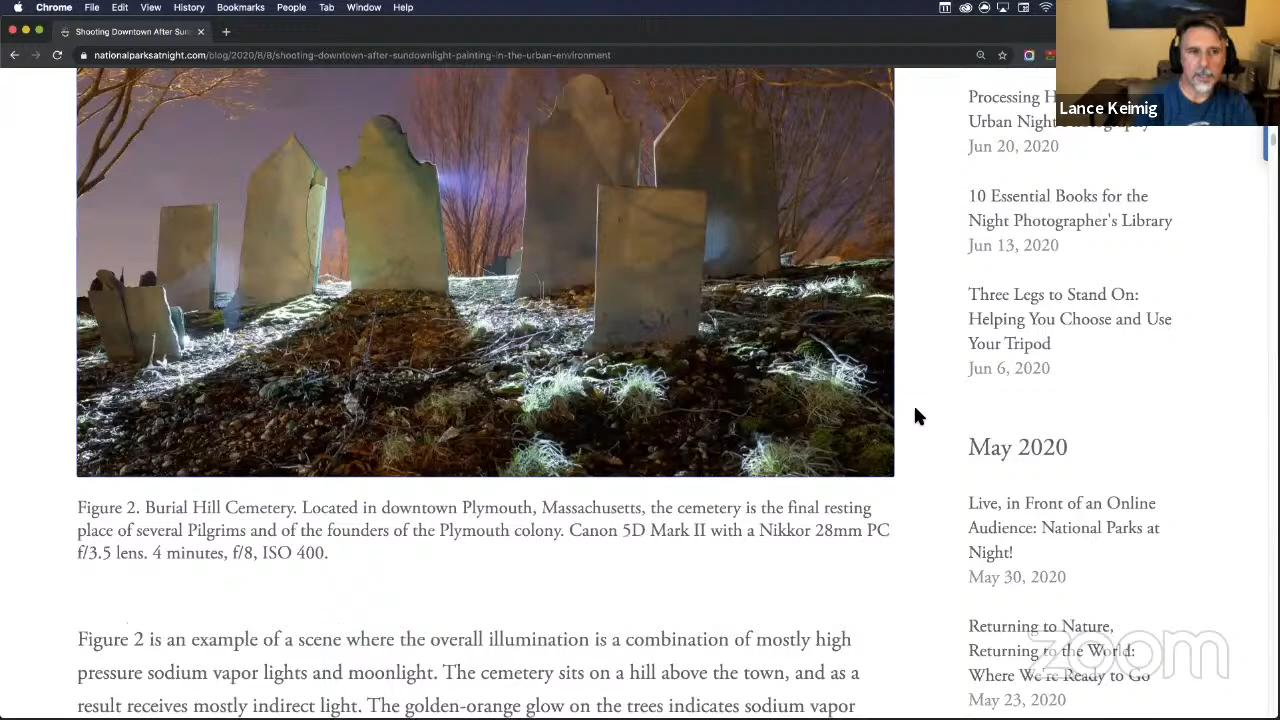 Chrome File Edit View History Bookmarks People Tab Window Help
Shooting Downtown After Sun
nationalparksatnight.com/blog/2020/8/8/shooting-downtown-after-sundownlight-painting-in-the-urban-environment
Lance Keimig
Figure 2. Burial Hill Cemetery. Located in downtown Plymouth, Massachusetts, the cemetery is the final resting
place of several Pilgrims and of the founders of the Plymouth colony. Canon 5D Mark II with a Nikkor 28mm PC
f/3.5 lens. 4 minutes, f/8, ISO 400.
Figure 2 is an example of a scene where the overall illumination is a combination of mostly high
pressure sodium vapor lights and moonlight. The cemetery sits on a hill above the town, and as a
result receives mostly indirect light. The golden-orange glow on the trees indicates sodium vapor
Processing
Urban Night
Jun 20, 2020
10 Essential Books for the
Night Photographer's Library
Jun 13, 2020
Three Legs to Stand On:
Helping You Choose and Use
Your Tripod
Jun 6, 2020
May 2020
Live, in Front of an Online
Audience: National Parks at
Night!
May 30, 2020
Returning to Nature,
Returning to the World:
Where We're Ready to Go
May 23, 2020
zoom